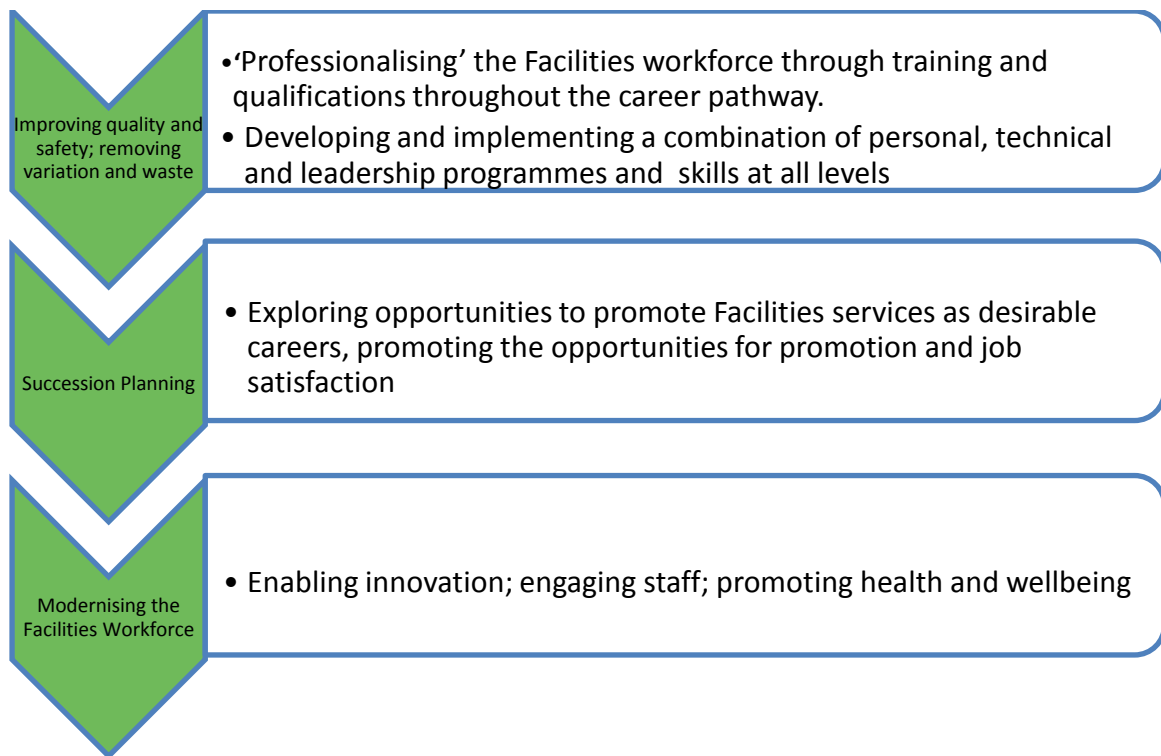 Improving quality and
safety; removing
variation and waste
•‘Professionalising’ the Facilities workforce through training and
qualifications throughout the career pathway.
• Developing and implementing a combination of personal, technical
and leadership programmes and  skills at all levels
Succession Planning
• Exploring opportunities to promote Facilities services as desirable
careers, promoting the opportunities for promotion and job
satisfaction
Modernising the
Facilities Workforce
• Enabling innovation; engaging staff; promoting health and wellbeing